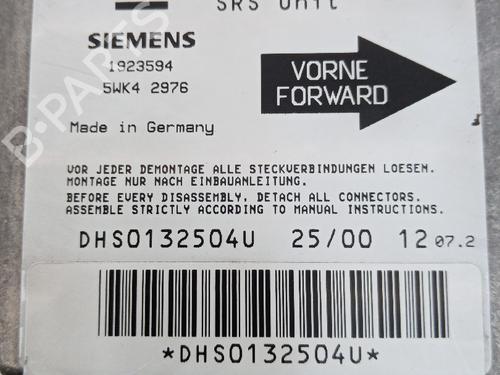 SRS Unit
SIEMENS
1923594
5WK4 2976
VORNE
FORWARD
Made in Germany
B-PARTS
VOR JEDER DEMONTAGE ALLE STECKVERBINDUNGEN LOESEN.
MONTAGE NUR NACH EINBAUANLEITUNG.
BEFORE EVERY DISASSEMBLY, DETACH ALL CONNECTORS.
ASSEMBLE STRICTLY ACCORDING TO MANUAL INSTRUCTIONS.
DHS0132504U 25/00 12 07.2
*DHS0132504U*